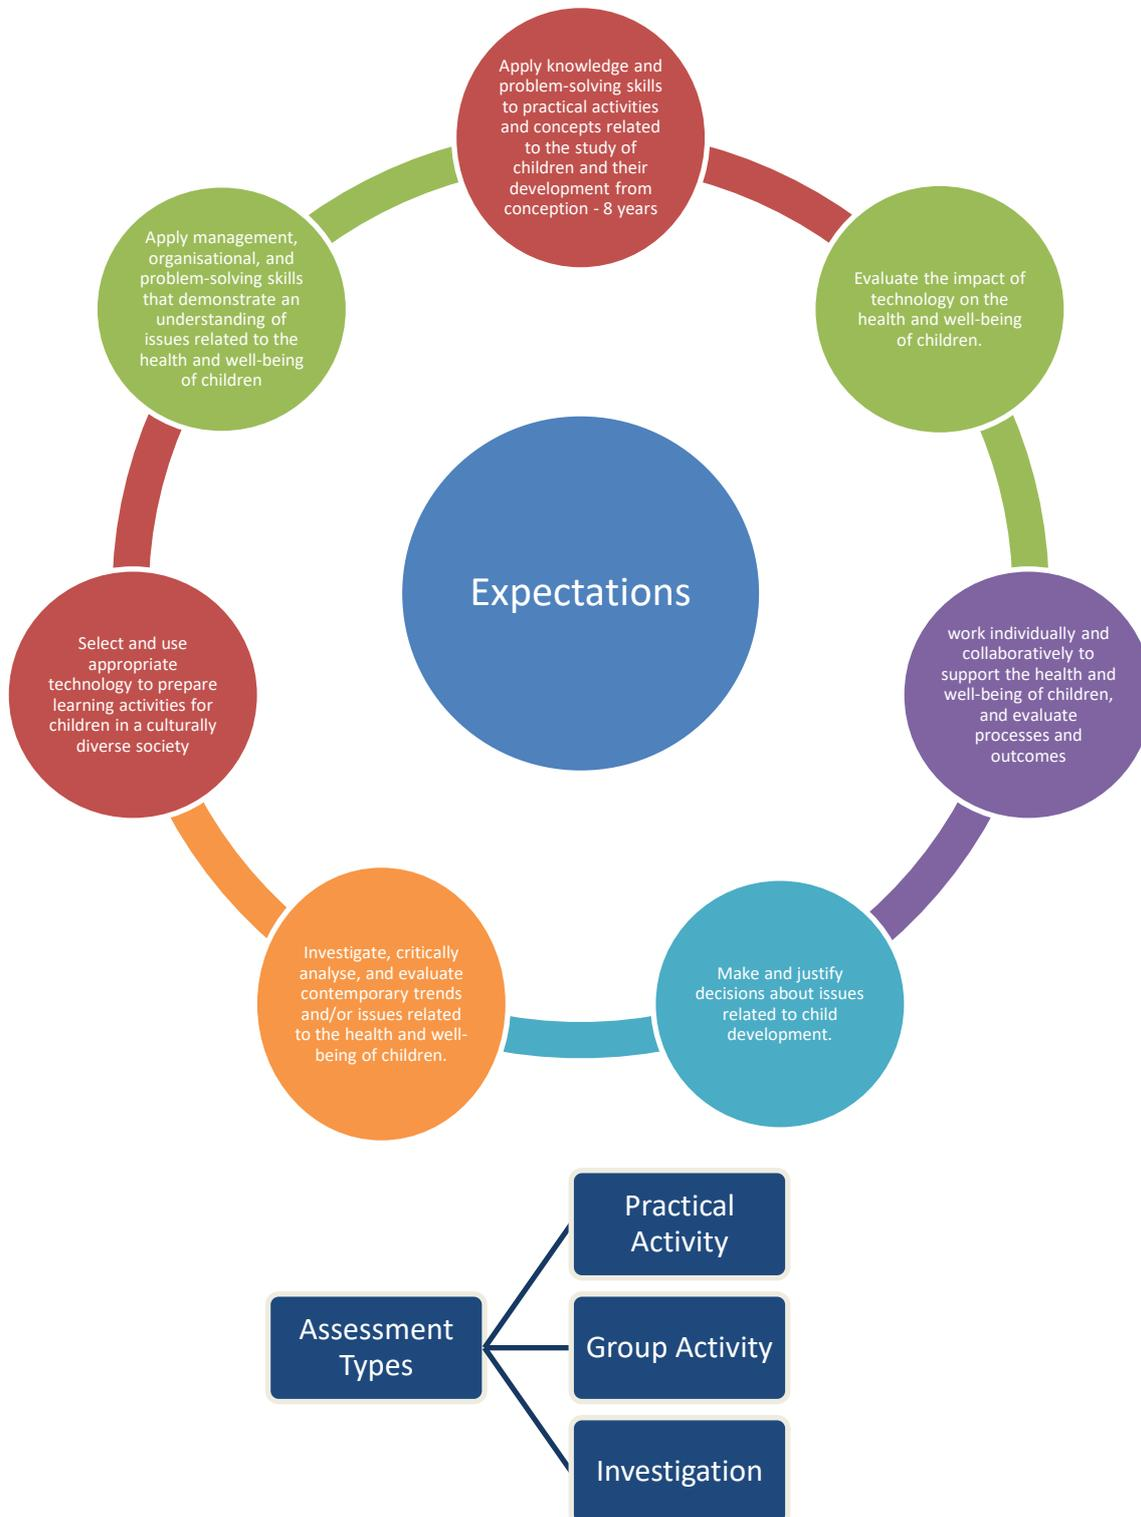 Apply knowledge and
problem-solving skills
to practical activities
and concepts related
to the study of
children and their
development from
conception - 8 years
Evaluate the impact of
technology on the
health and well-being
of children.
work individually and
collaboratively to
support the health and
well-being of children,
and evaluate
processes and
outcomes
Make and justify
decisions about issues
related to child
development.
Investigate, critically
analyse, and evaluate
contemporary trends
and/or issues related
to the health and well-
being of children.
Select and use
appropriate
technology to prepare
learning activities for
children in a culturally
diverse society
Apply management,
organisational, and
problem-solving skills
that demonstrate an
understanding of
issues related to the
health and well-being
of children
Expectations
Assessment
Types
Practical
Activity
Group Activity
Investigation